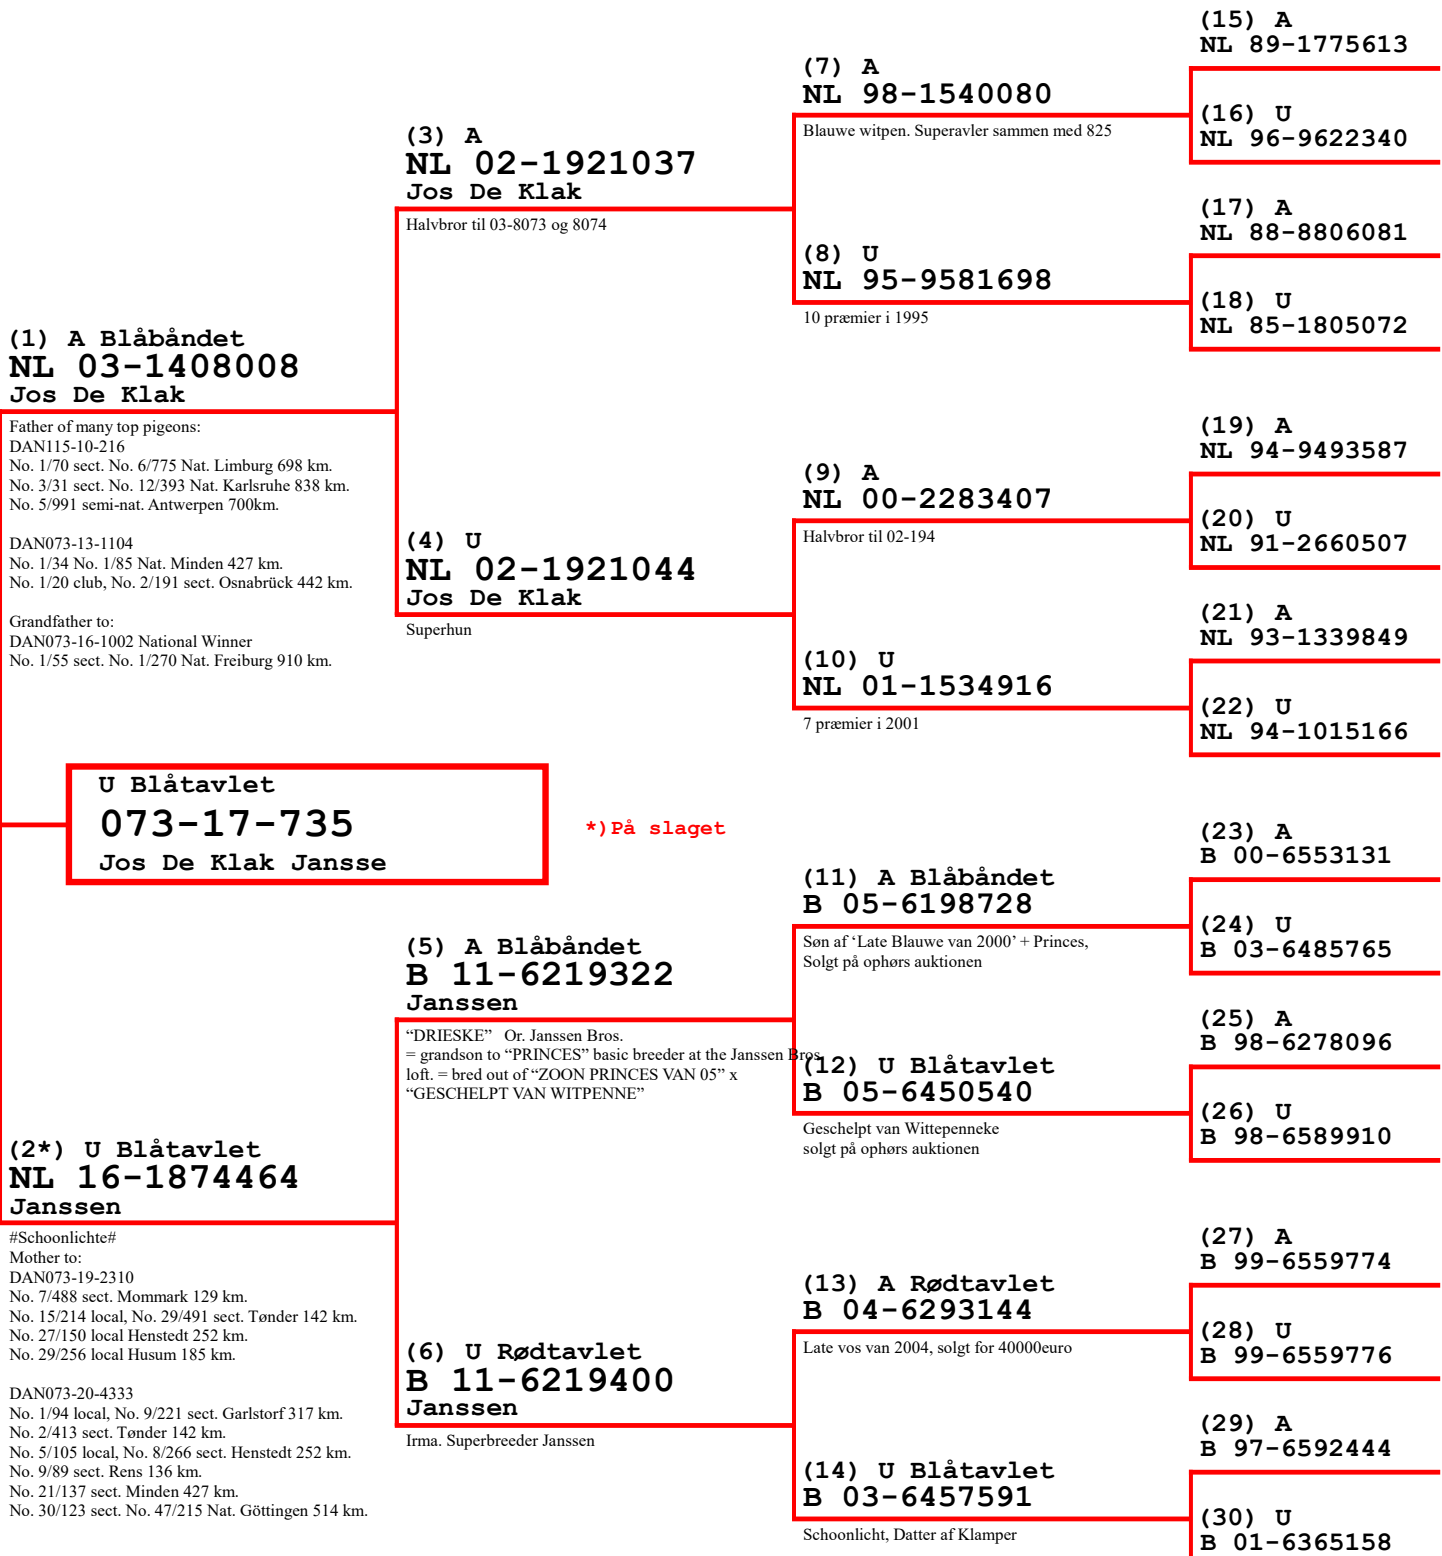 (1) A Blåbåndet
NL 03-1408008
Jos De Klak
Father of many top pigeons:
DAN115-10-216
No. 1/70 sect. No. 6/775 Nat. Limburg 698 km.
No. 3/31 sect. No. 12/393 Nat. Karlsruhe 838 km.
No. 5/991 semi-nat. Antwerpen 700km.
DAN073-13-1104
No. 1/34 No. 1/85 Nat. Minden 427 km.
No. 1/20 club, No. 2/191 sect. Osnabrück 442 km.
Grandfather to:
DAN073-16-1002 National Winner
No. 1/55 sect. No. 1/270 Nat. Freiburg 910 km.
U Blåtavlet
073-17-735
Jos De Klak Jansse
*)På slaget
(2*) U Blåtavlet
NL 16-1874464
Janssen
#Schoonlichte#
Mother to:
DAN073-19-2310
No. 7/488 sect. Mommark 129 km.
No. 15/214 local, No. 29/491 sect. Tønder 142 km.
No. 27/150 local Henstedt 252 km.
No. 29/256 local Husum 185 km.
DAN073-20-4333
No. 1/94 local, No. 9/221 sect. Garlstorf 317 km.
No. 2/413 sect. Tønder 142 km.
No. 5/105 local, No. 8/266 sect. Henstedt 252 km.
No. 9/89 sect. Rens 136 km.
No. 21/137 sect. Minden 427 km.
No. 30/123 sect. No. 47/215 Nat. Göttingen 514 km.
(3) A
NL 02-1921037
Jos De Klak
Halvbror til 03-8073 og 8074
(4) U
NL 02-1921044
Jos De Klak
Superhun
(5) A Blåbåndet
B 11-6219322
Janssen
“DRIESKE” Or. Janssen Bros.
= grandson to “PRINCES” basic breeder at the Janssen Bros.
loft. = bred out of “ZOON PRINCES VAN 05” x
“GESCHELPT VAN WITPENNE”
(6) U Rødtavlet
B 11-6219400
Janssen
Irma. Superbreeder Janssen
(7) A
NL 98-1540080
Blauwe witpen. Superavler sammen med 825
(8) U
NL 95-9581698
10 præmier i 1995
(9) A
NL 00-2283407
Halvbror til 02-194
(10) U
NL 01-1534916
7 præmier i 2001
(11) A Blåbåndet
B 05-6198728
Søn af ‘Late Blauwe van 2000’ + Princes,
Solgt på ophørs auktionen
(12) U Blåtavlet
B 05-6450540
Geschelpt van Wittepenneke
solgt på ophørs auktionen
(13) A Rødtavlet
B 04-6293144
Late vos van 2004, solgt for 40000euro
(14) U Blåtavlet
B 03-6457591
Schoonlicht, Datter af Klamper
(15) A
NL 89-1775613
(16) U
NL 96-9622340
(17) A
NL 88-8806081
(18) U
NL 85-1805072
(19) A
NL 94-9493587
(20) U
NL 91-2660507
(21) A
NL 93-1339849
(22) U
NL 94-1015166
(23) A
B 00-6553131
(24) U
B 03-6485765
(25) A
B 98-6278096
(26) U
B 98-6589910
(27) A
B 99-6559774
(28) U
B 99-6559776
(29) A
B 97-6592444
(30) U
B 01-6365158